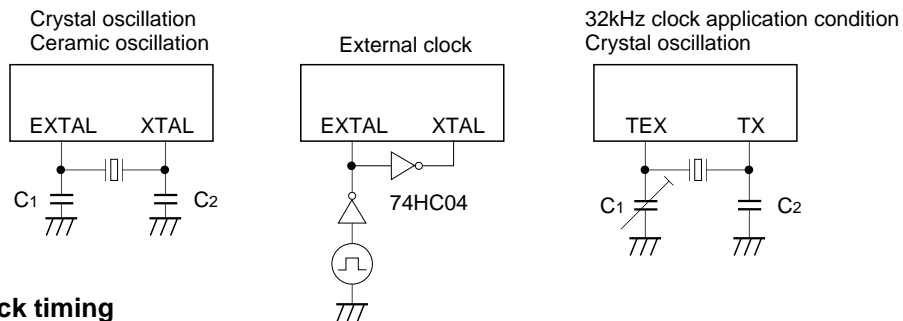 Crystal oscillation
Ceramic oscillation
EXTAL XTAL
C1 C2
External clock
EXTAL XTAL
74HC04
32kHz clock application condition
Crystal oscillation
TEX TX
C1 C2
ck timing